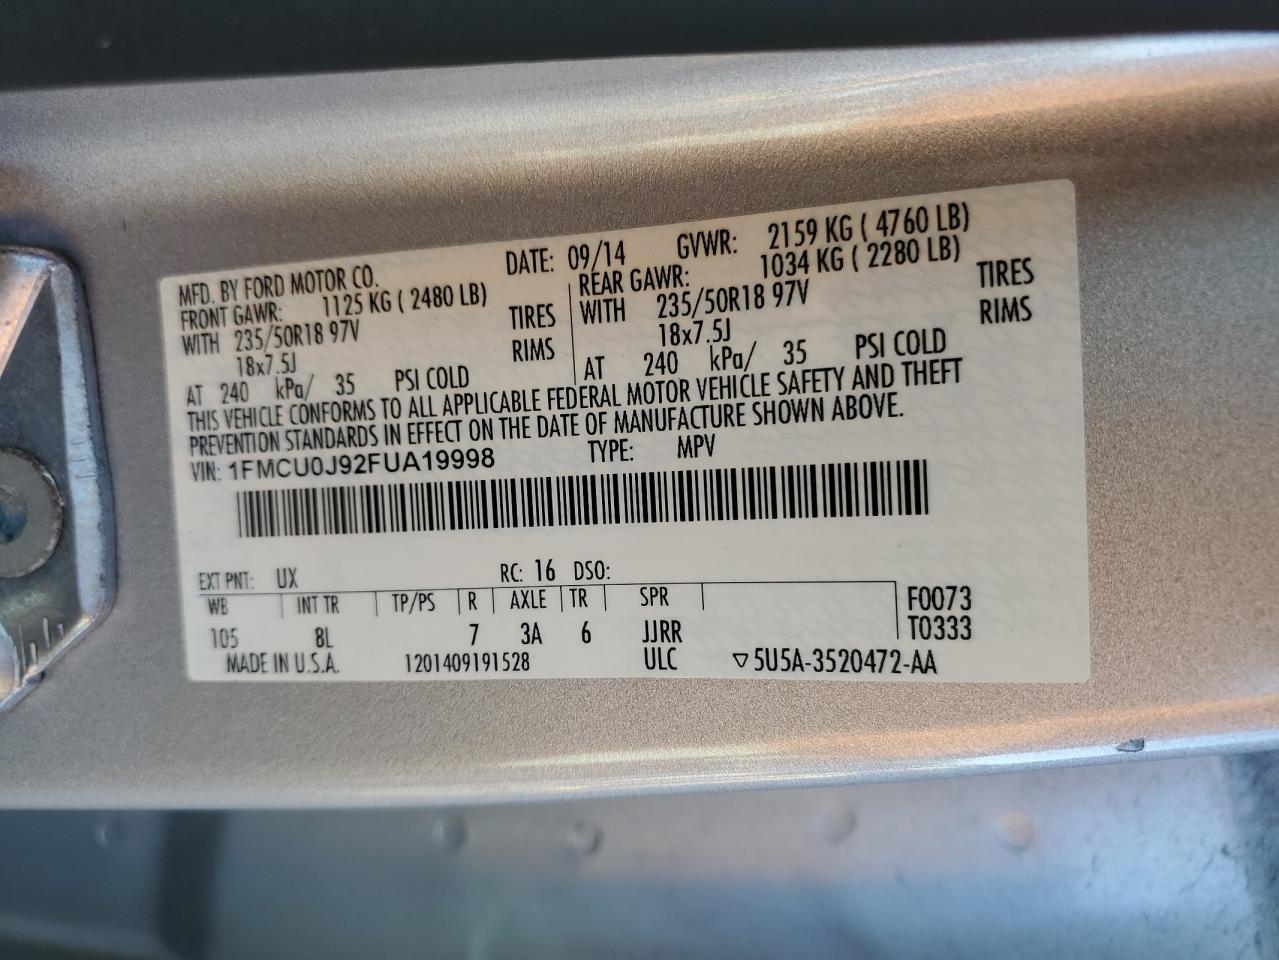 MFD. BY FORD MOTOR CO. DATE: 09/14 GVWR: 2159 KG ( 4760 LB)
FRONT GAWR: 1125 KG ( 2480 LB) REAR GAWR: 1034 KG ( 2280 LB)
WITH 235/50R18 97V TIRES WITH 235/50R18 97V TIRES
18x7.5J RIMS 18x7.5J RIMS
AT 240 kPa/ 35 PSI COLD AT 240 kPa/ 35 PSI COLD
THIS VEHICLE CONFORMS TO ALL APPLICABLE FEDERAL MOTOR VEHICLE SAFETY AND THEFT
PREVENTION STANDARDS IN EFFECT ON THE DATE OF MANUFACTURE SHOWN ABOVE.
VIN: 1FMCU0J92FUA19998 TYPE: MPV
EXT PNT: UX RC: 16 DSO:
WB INT TR TP/PS R AXLE TR SPR F0073
105 8L 7 3A 6 JJRR T0333
MADE IN U.S.A. 1201409191528 ULC ▽5U5A-3520472-AA